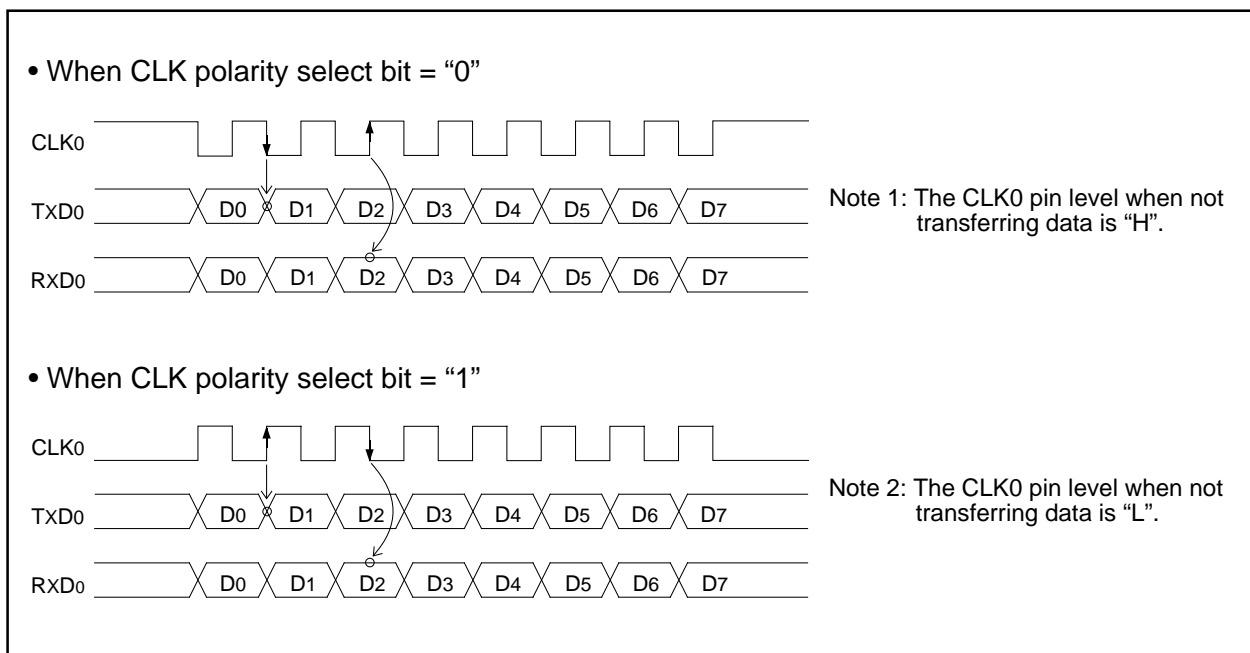 • When CLK polarity select bit = “0”
CLK0
TXD0 D0 D1 D2 D3 D4 D5 D6 D7
RXD0 D0 D1 D2 D3 D4 D5 D6 D7
Note 1: The CLK0 pin level when not
transferring data is “H”.
• When CLK polarity select bit = “1”
CLK0
TXD0 D0 D1 D2 D3 D4 D5 D6 D7
RXD0 D0 D1 D2 D3 D4 D5 D6 D7
Note 2: The CLK0 pin level when not
transferring data is “L”.